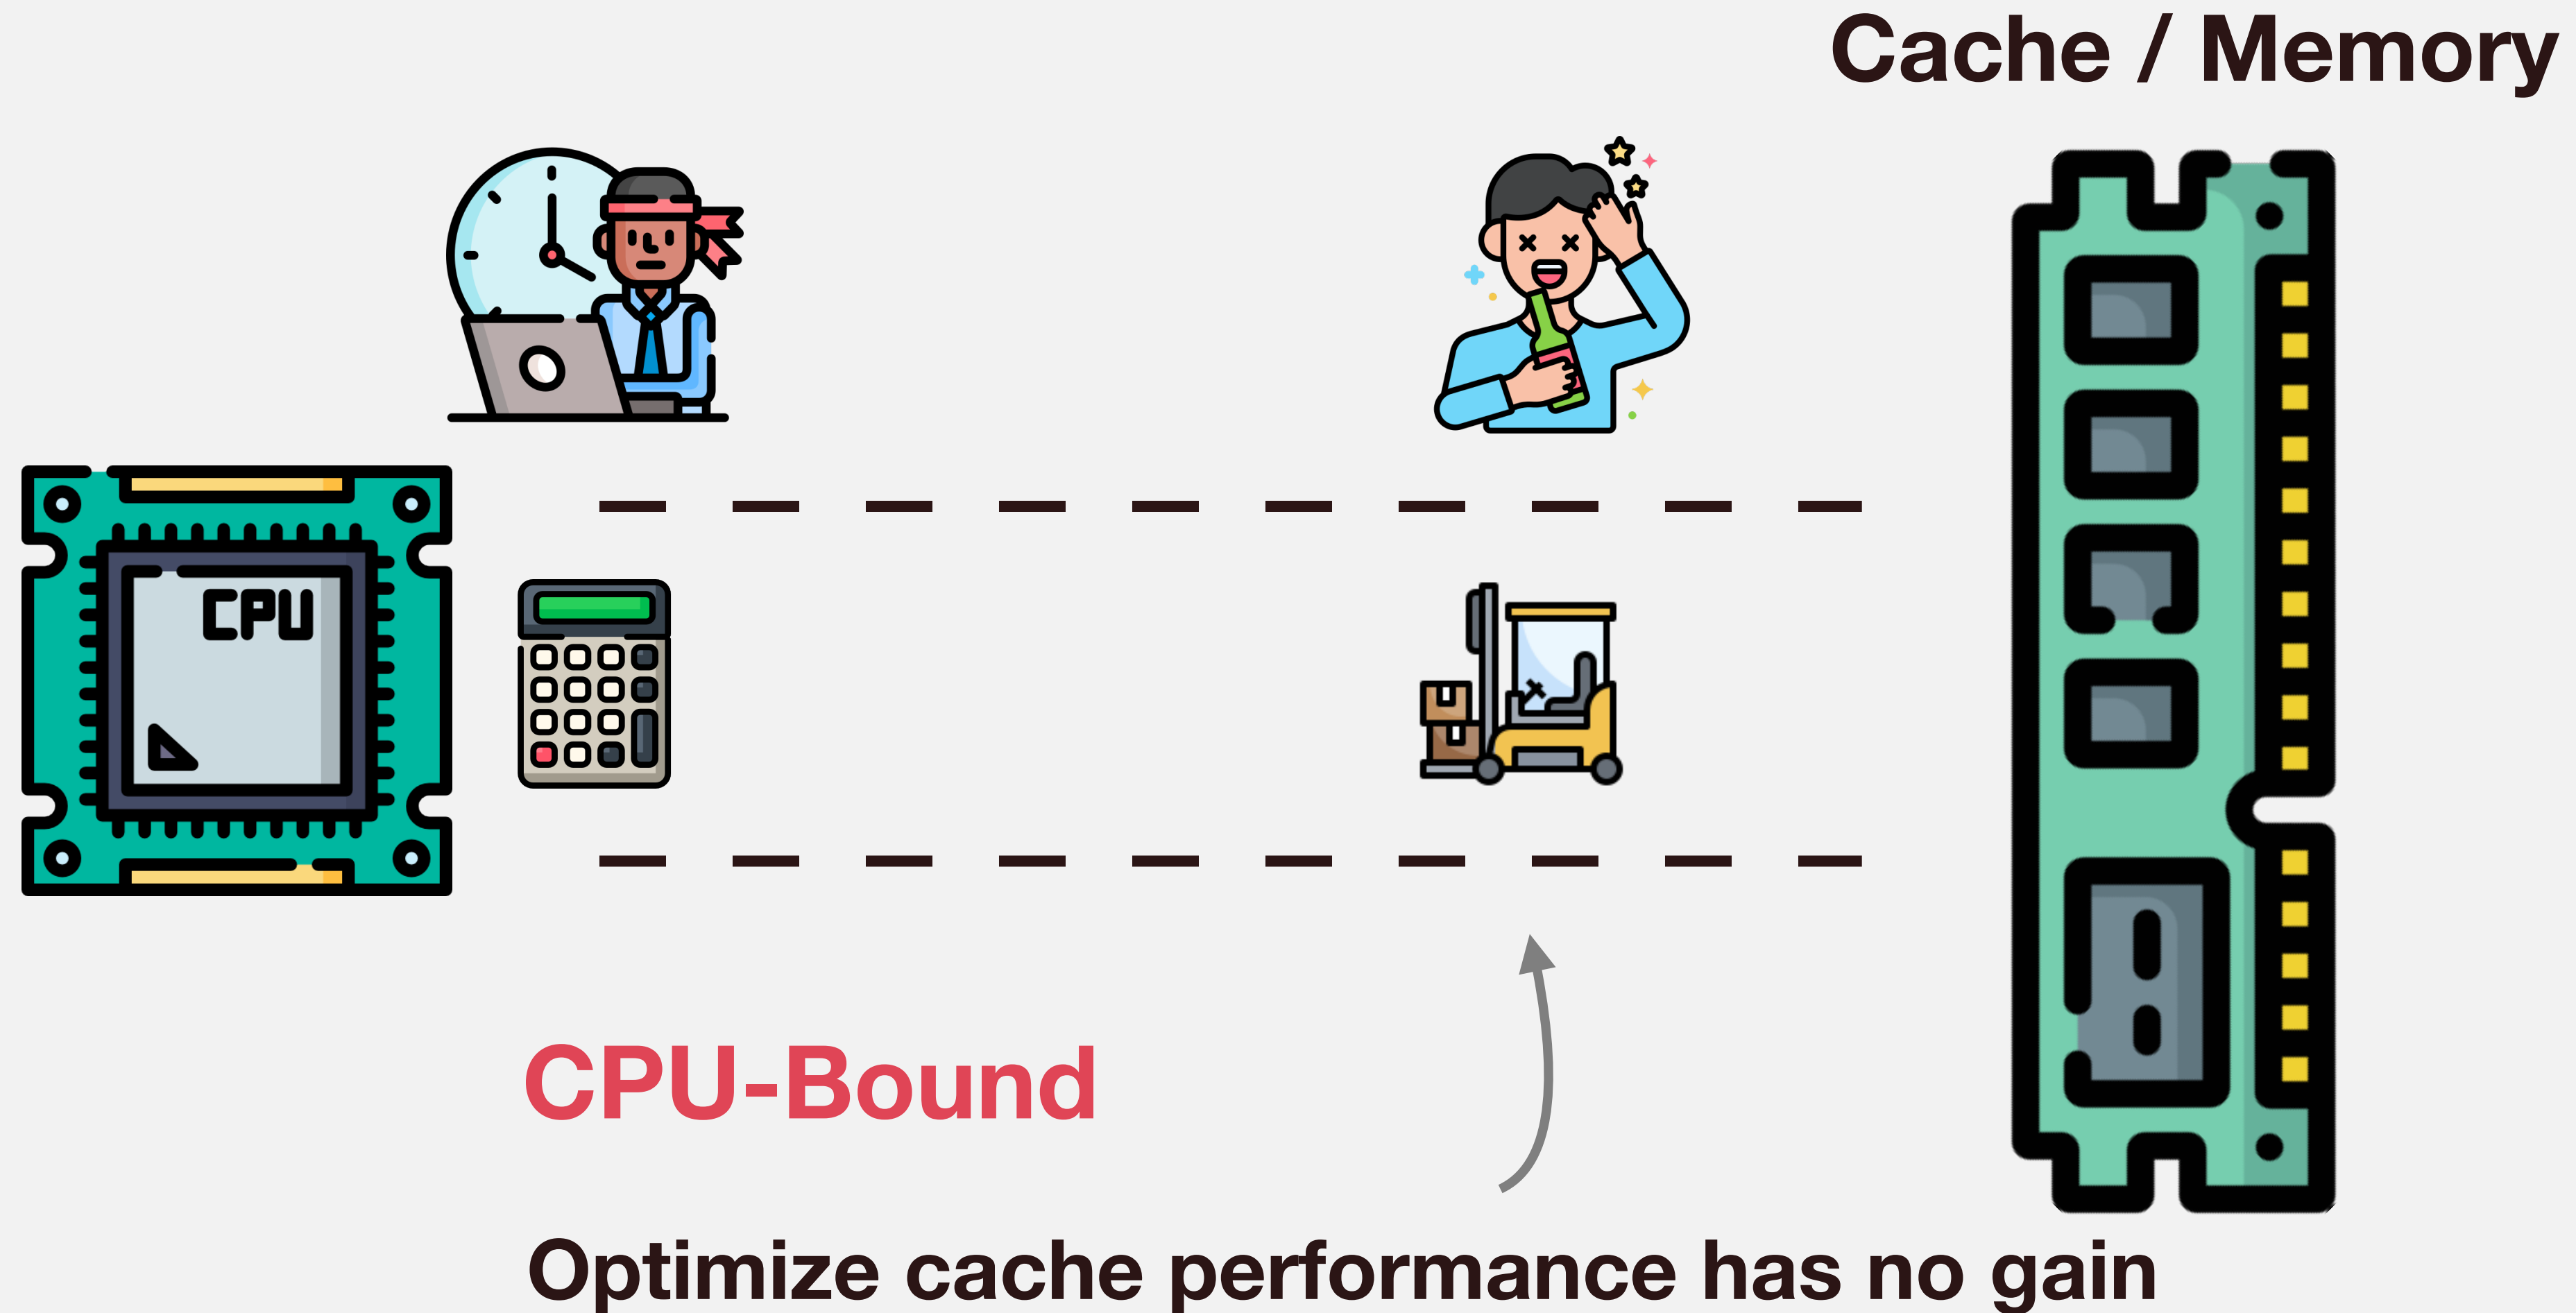 Cache / Memory
CPU
CPU-Bound
Optimize cache performance has no gain